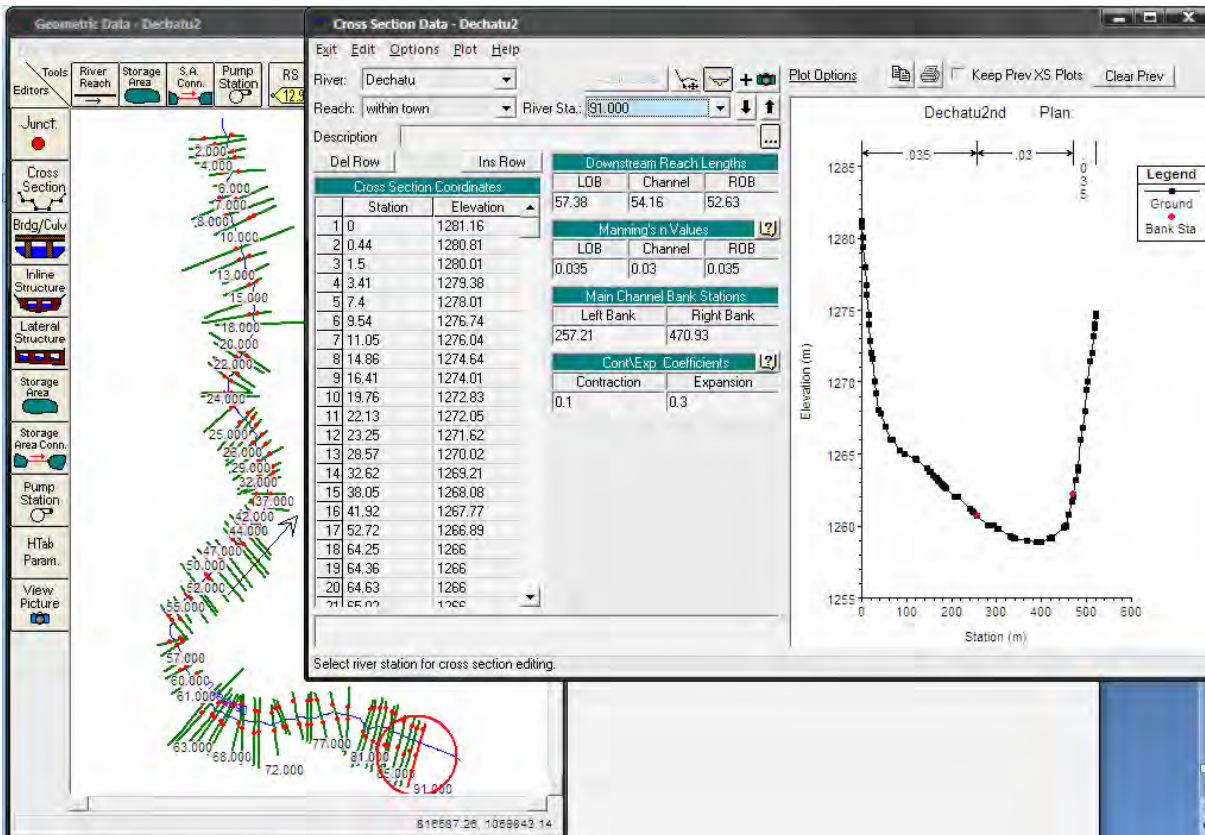 Geometric Data - Dechatu2
Tools
Editors
River Reach
Storage Area
S.A. Conn.
Pump Station
RS
12.9
Junct.
Cross Section
Brdg/Culv
Inline Structure
Lateral Structure
Storage Area
Storage Area Conn.
Pump Station
HTab Param.
View Picture
2.000
4.000
6.000
7.000
8.000
10.000
13.000
15.000
18.000
20.000
22.000
24.000
25.000
26.000
29.000
32.000
37.000
42.000
44.000
47.000
50.000
52.000
55.000
57.000
60.000
61.000
63.000
68.000
72.000
77.000
81.000
85.000
91.000
816587.26, 1059843.14
Cross Section Data - Dechatu2
Exit Edit Options Plot Help
River: Dechatu
Reach: within town River Sta.: 91.000
Description
Del Row Ins Row
Cross Section Coordinates
Station Elevation
1 0 1281.16
2 0.44 1280.81
3 1.5 1280.01
4 3.41 1279.38
5 7.4 1278.01
6 9.54 1276.74
7 11.05 1276.04
8 14.86 1274.64
9 16.41 1274.01
10 19.76 1272.83
11 22.13 1272.05
12 23.25 1271.62
13 28.57 1270.02
14 32.62 1269.21
15 38.05 1268.08
16 41.92 1267.77
17 52.72 1266.89
18 64.25 1266
19 64.36 1266
20 64.63 1266
21 65.02 1266
Downstream Reach Lengths
LOB Channel ROB
57.38 54.16 52.63
Manning's n Values
LOB Channel ROB
0.035 0.03 0.035
Main Channel Bank Stations
Left Bank Right Bank
257.21 470.93
Cont\Exp Coefficients
Contraction Expansion
0.1 0.3
Select river station for cross section editing.
Plot Options Keep Prev XS Plots Clear Prev
Dechatu2nd Plan:
.035 .03 .035
Legend
Ground
Bank Sta
Elevation (m)
1285
1280
1275
1270
1265
1260
1255
0 100 200 300 400 500 600
Station (m)